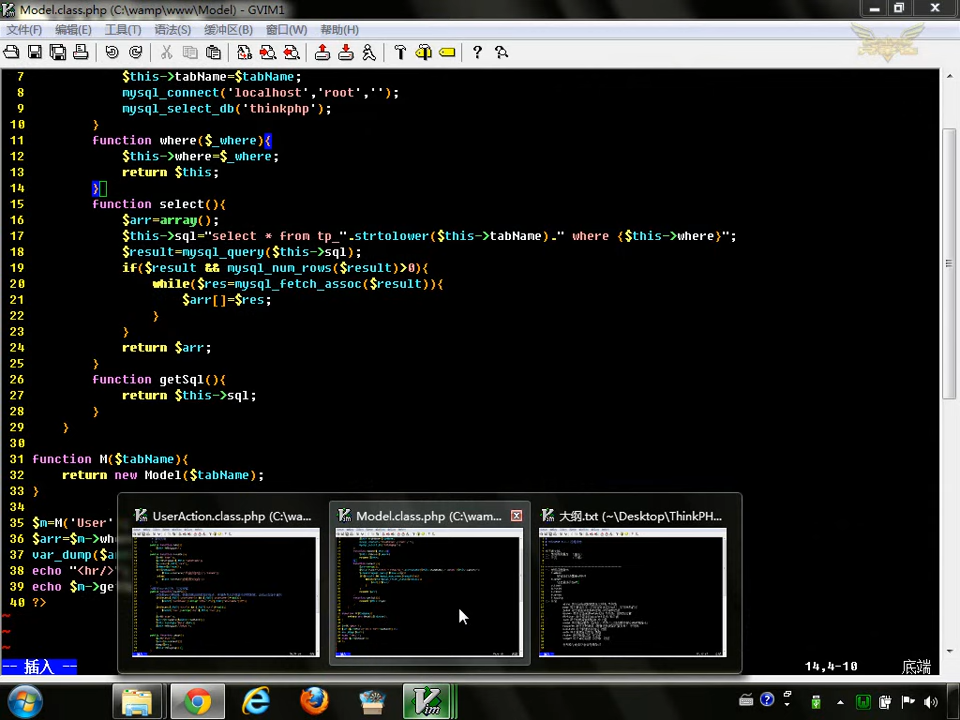 Model.class.php (C:\wamp\www\Model) - GVIM1
文件(F) 编辑(E) 工具(T) 语法(S) 缓冲区(B) 窗口(W) 帮助(H)
7 $this->tabName=$tabName;
8 mysql_connect('localhost','root','');
9 mysql_select_db('thinkphp');
10 }
11 function where($_where){
12 $this->where=$_where;
13 return $this;
14 }
15 function select(){
16 $arr=array();
17 $this->sql="select * from tp_".strtolower($this->tabName)." where {$this->where}";
18 $result=mysql_query($this->sql);
19 if($result && mysql_num_rows($result)>0){
20 while($res=mysql_fetch_assoc($result)){
21 $arr[]=$res;
22 }
23 }
24 return $arr;
25 }
26 function getSql(){
27 return $this->sql;
28 }
29 }
30
31 function M($tabName){
32 return new Model($tabName);
33 }
34
35 $m=M('User'
36 $arr=$m->wh
37 var_dump($a
38 echo "<hr/>
39 echo $m->ge
40 ?>
~
~
~
UserAction.class.php (C:\wa... Model.class.php (C:\wam... 大纲.txt (~\Desktop\ThinkPH...
-- 插入 -- 14,4-10 底端